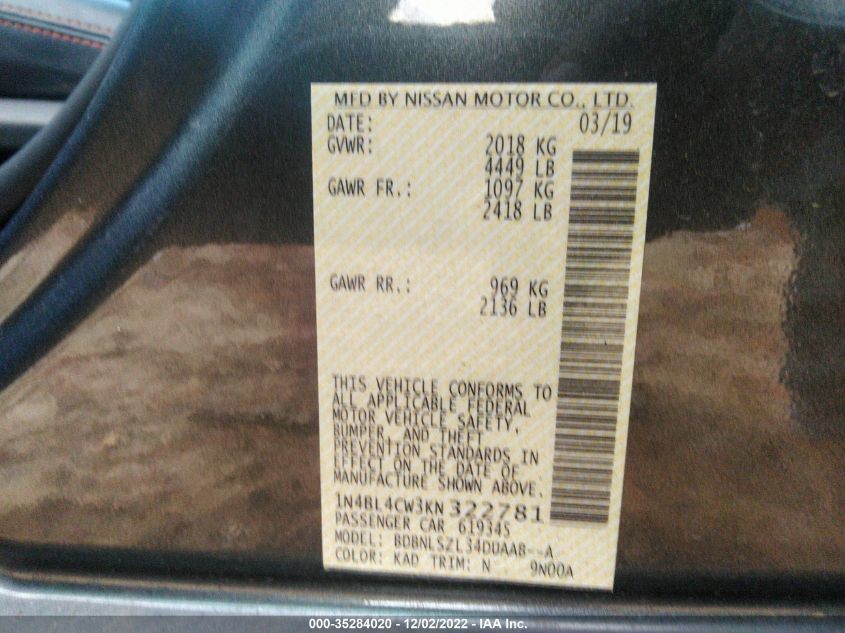 MFD BY NISSAN MOTOR CO., LTD.
DATE: 03/19
GVWR: 2018 KG
4449 LB
GAWR FR.: 1097 KG
2418 LB
GAWR RR.: 969 KG
2136 LB
THIS VEHICLE CONFORMS TO
ALL APPLICABLE FEDERAL
MOTOR VEHICLE SAFETY,
BUMPER, AND THEFT
PREVENTION STANDARDS IN
EFFECT ON THE DATE OF
MANUFACTURE SHOWN ABOVE.
1N4BL4CW3KN322781
PASSENGER CAR 619345
MODEL: BDBNLSZL34DUAAB--A
COLOR: KAD TRIM: N 9N00A
000-35284020 - 12/02/2022 - IAA Inc.